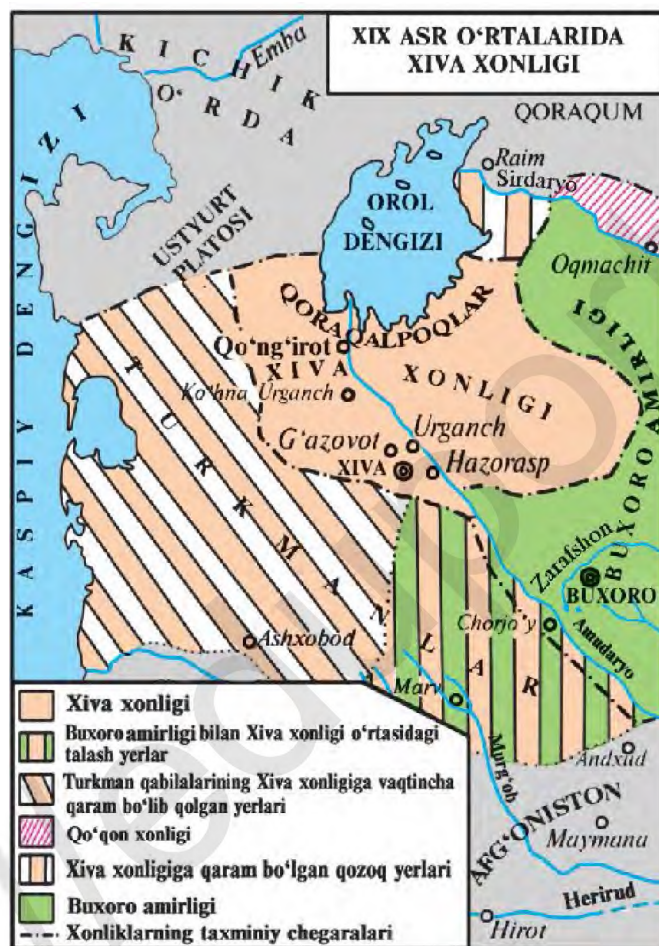 XIX ASR O‘RTALARIDA
XIVA XONLIGI
KICHIK
O‘RDA
Emba
QORAQUM
KASPIY DENGIZI
USTYURT
PLATOSI
OROL
DENGIZI
Raim
Sirdaryo
Oqmachit
QORAQALPOQLAR
Qo‘ng‘irot
XIVA XONLIGI
Ko‘hna Urganch
G‘azovot
Urganch
XIVA
Hazorasp
BUXORO AMIRLIGI
TURKMANLAR
Zarafshon
BUXORO
Chorjo‘y
Amudaryo
Ashxobod
Marv
Murg‘ob
Andxud
AFG‘ONISTON
Maymana
Herirud
Hirot
Xiva xonligi
Buxoro amirligi bilan Xiva xonligi o‘rtasidagi
talash yerlar
Turkman qabilalarining Xiva xonligiga vaqtincha
qaram bo‘lib qolgan yerlari
Qo‘qon xonligi
Xiva xonligiga qaram bo‘lgan qozoq yerlari
Buxoro amirligi
Xonliklarning taxminiy chegaralari